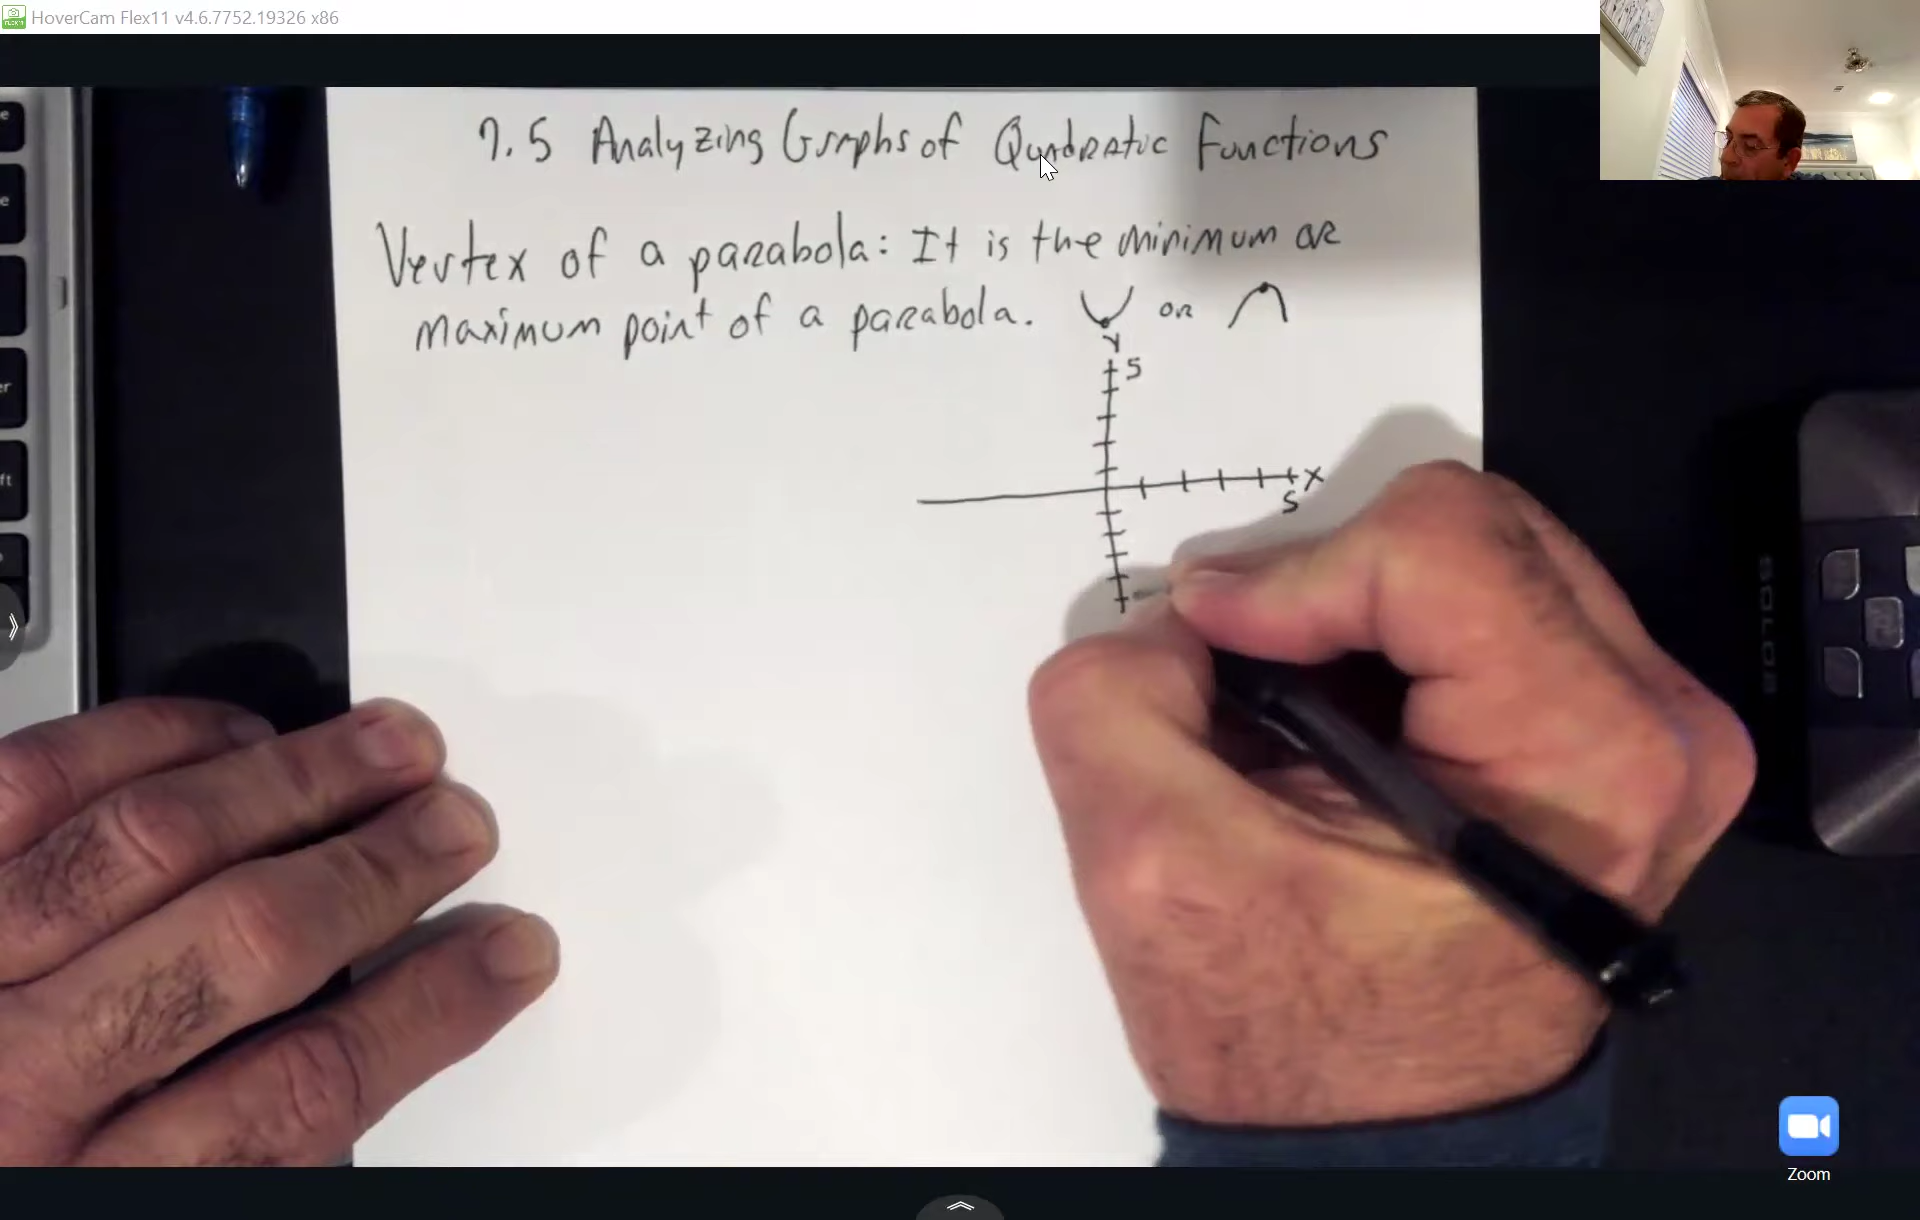 HoverCam Flex11 v4.6.7752.19326 x86
7.5 Analyzing Graphs of Quadratic Functions
Vertex of a parabola: It is the minimum or
maximum point of a parabola. or
y
5
x
5
SOLO8
Zoom